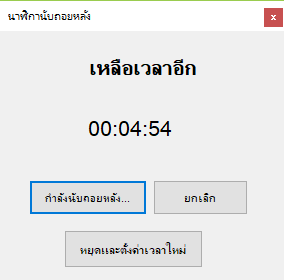 นาฬิกานับถอยหลัง
เหลือเวลาอีก
00:04:54
กำลังนับถอยหลัง... ยกเลิก
หยุดและตั้งค่าเวลาใหม่